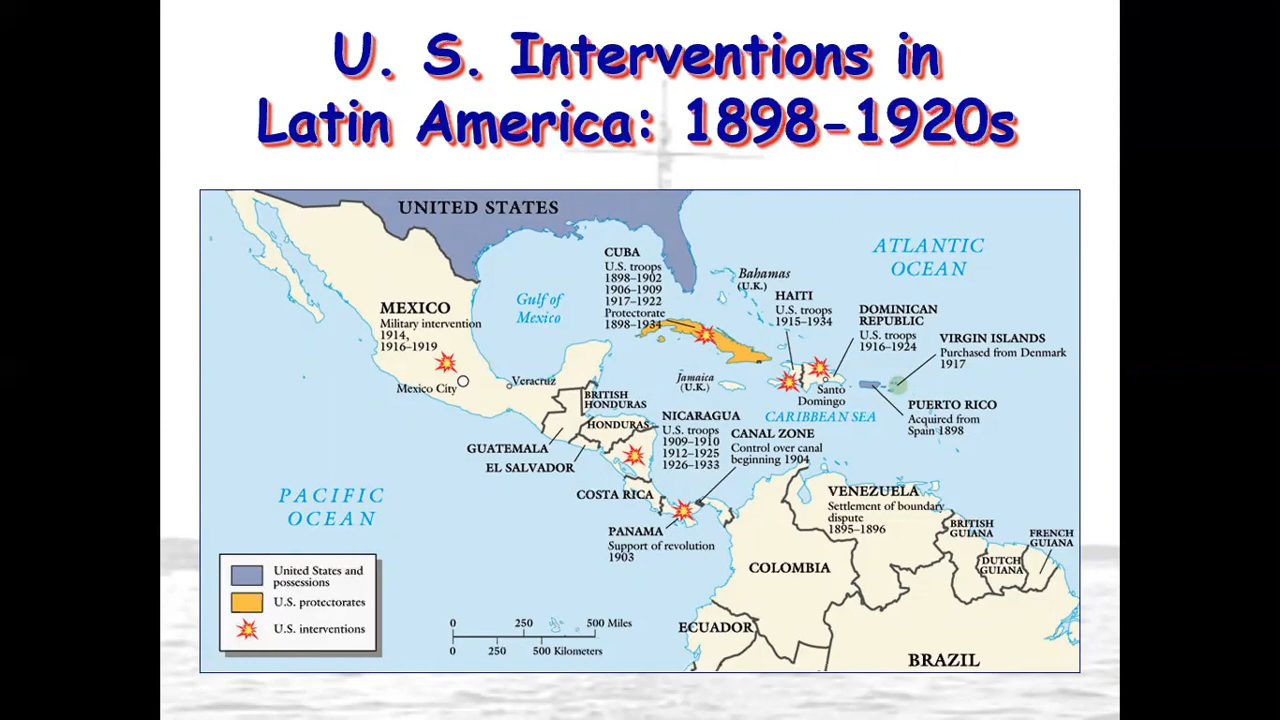 U. S. Interventions in
Latin America: 1898-1920s
UNITED STATES
ATLANTIC
OCEAN
CUBA
U.S. troops
1898–1902
1906–1909
1917–1922
Protectorate
1898–1934
Bahamas
(U.K.)
Gulf of
Mexico
HAITI
U.S. troops
1915–1934
DOMINICAN
REPUBLIC
U.S. troops
1916–1924
MEXICO
Military intervention
1914,
1916–1919
VIRGIN ISLANDS
Purchased from Denmark
1917
Mexico City
Veracruz
Jamaica
(U.K.)
Santo
Domingo
PUERTO RICO
Acquired from
Spain 1898
CARIBBEAN SEA
BRITISH
HONDURAS
HONDURAS
NICARAGUA
U.S. troops
1909–1910
1912–1925
1926–1933
CANAL ZONE
Control over canal
beginning 1904
GUATEMALA
EL SALVADOR
COSTA RICA
PACIFIC
OCEAN
VENEZUELA
Settlement of boundary
dispute
1895–1896
PANAMA
Support of revolution
1903
BRITISH
GUIANA
FRENCH
GUIANA
DUTCH
GUIANA
COLOMBIA
ECUADOR
BRAZIL
United States and
possessions
U.S. protectorates
U.S. interventions
0 250 500 Miles
0 250 500 Kilometers